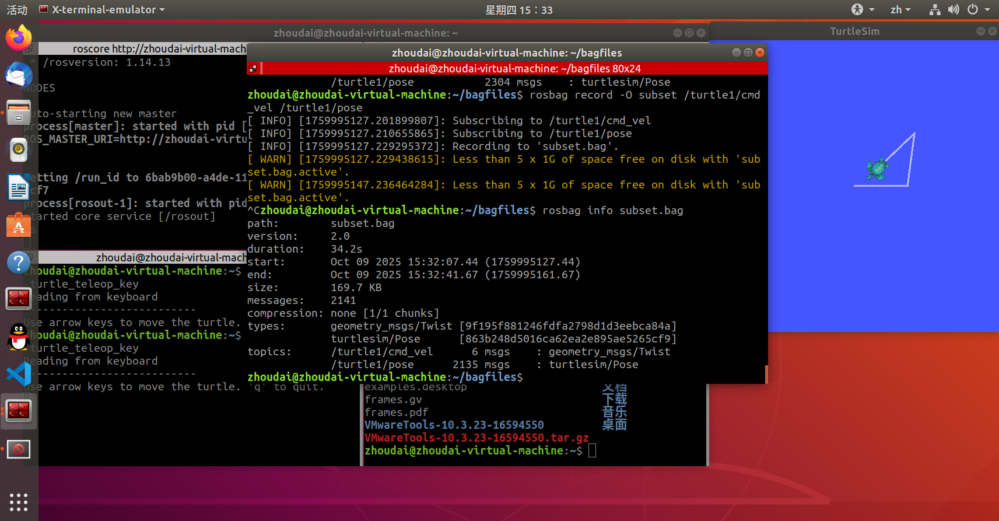 活动
X-terminal-emulator
星期四 15：33
zh
zhoudai@zhoudai-virtual-machine: ~
TurtleSim
roscore http://zhoudai-virtual-mach
* /rosversion: 1.14.13
NODES
auto-starting new master
process[master]: started with pid [
ROS_MASTER_URI=http://zhoudai-virtu
setting /run_id to 6bab9b00-a4de-11
cf7
process[rosout-1]: started with pid
started core service [/rosout]
zhoudai@zhoudai-virtual-mach
zhoudai@zhoudai-virtual-machine:~$
turtle_teleop_key
Reading from keyboard
---------------------------
Use arrow keys to move the turtle.
zhoudai@zhoudai-virtual-machine:~$
turtle_teleop_key
Reading from keyboard
---------------------------
Use arrow keys to move the turtle. 'q' to quit.
zhoudai@zhoudai-virtual-machine: ~/bagfiles
zhoudai@zhoudai-virtual-machine: ~/bagfiles 80x24
/turtle1/pose 2304 msgs : turtlesim/Pose
zhoudai@zhoudai-virtual-machine:~/bagfiles$ rosbag record -O subset /turtle1/cmd
_vel /turtle1/pose
[ INFO] [1759995127.201899807]: Subscribing to /turtle1/cmd_vel
[ INFO] [1759995127.210655865]: Subscribing to /turtle1/pose
[ INFO] [1759995127.229295372]: Recording to 'subset.bag'.
[ WARN] [1759995127.229438615]: Less than 5 x 1G of space free on disk with 'sub
set.bag.active'.
[ WARN] [1759995147.236464284]: Less than 5 x 1G of space free on disk with 'sub
set.bag.active'.
^Czhoudai@zhoudai-virtual-machine:~/bagfiles$ rosbag info subset.bag
path: subset.bag
version: 2.0
duration: 34.2s
start: Oct 09 2025 15:32:07.44 (1759995127.44)
end: Oct 09 2025 15:32:41.67 (1759995161.67)
size: 169.7 KB
messages: 2141
compression: none [1/1 chunks]
types: geometry_msgs/Twist [9f195f881246fdfa2798d1d3eebca84a]
turtlesim/Pose [863b248d5016ca62ea2e895ae5265cf9]
topics: /turtle1/cmd_vel 6 msgs : geometry_msgs/Twist
/turtle1/pose 2135 msgs : turtlesim/Pose
zhoudai@zhoudai-virtual-machine:~/bagfiles$
examples.desktop 文档
frames.gv 下载
frames.pdf 音乐
VMwareTools-10.3.23-16594550 桌面
VMwareTools-10.3.23-16594550.tar.gz
zhoudai@zhoudai-virtual-machine:~$